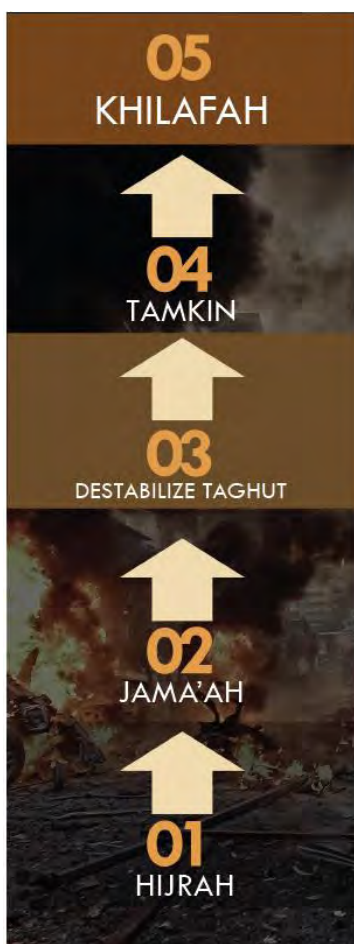 05
KHILAFAH
04
TAMKIN
03
DESTABILIZE TAGHUT
02
JAMA'AH
01
HIJRAH